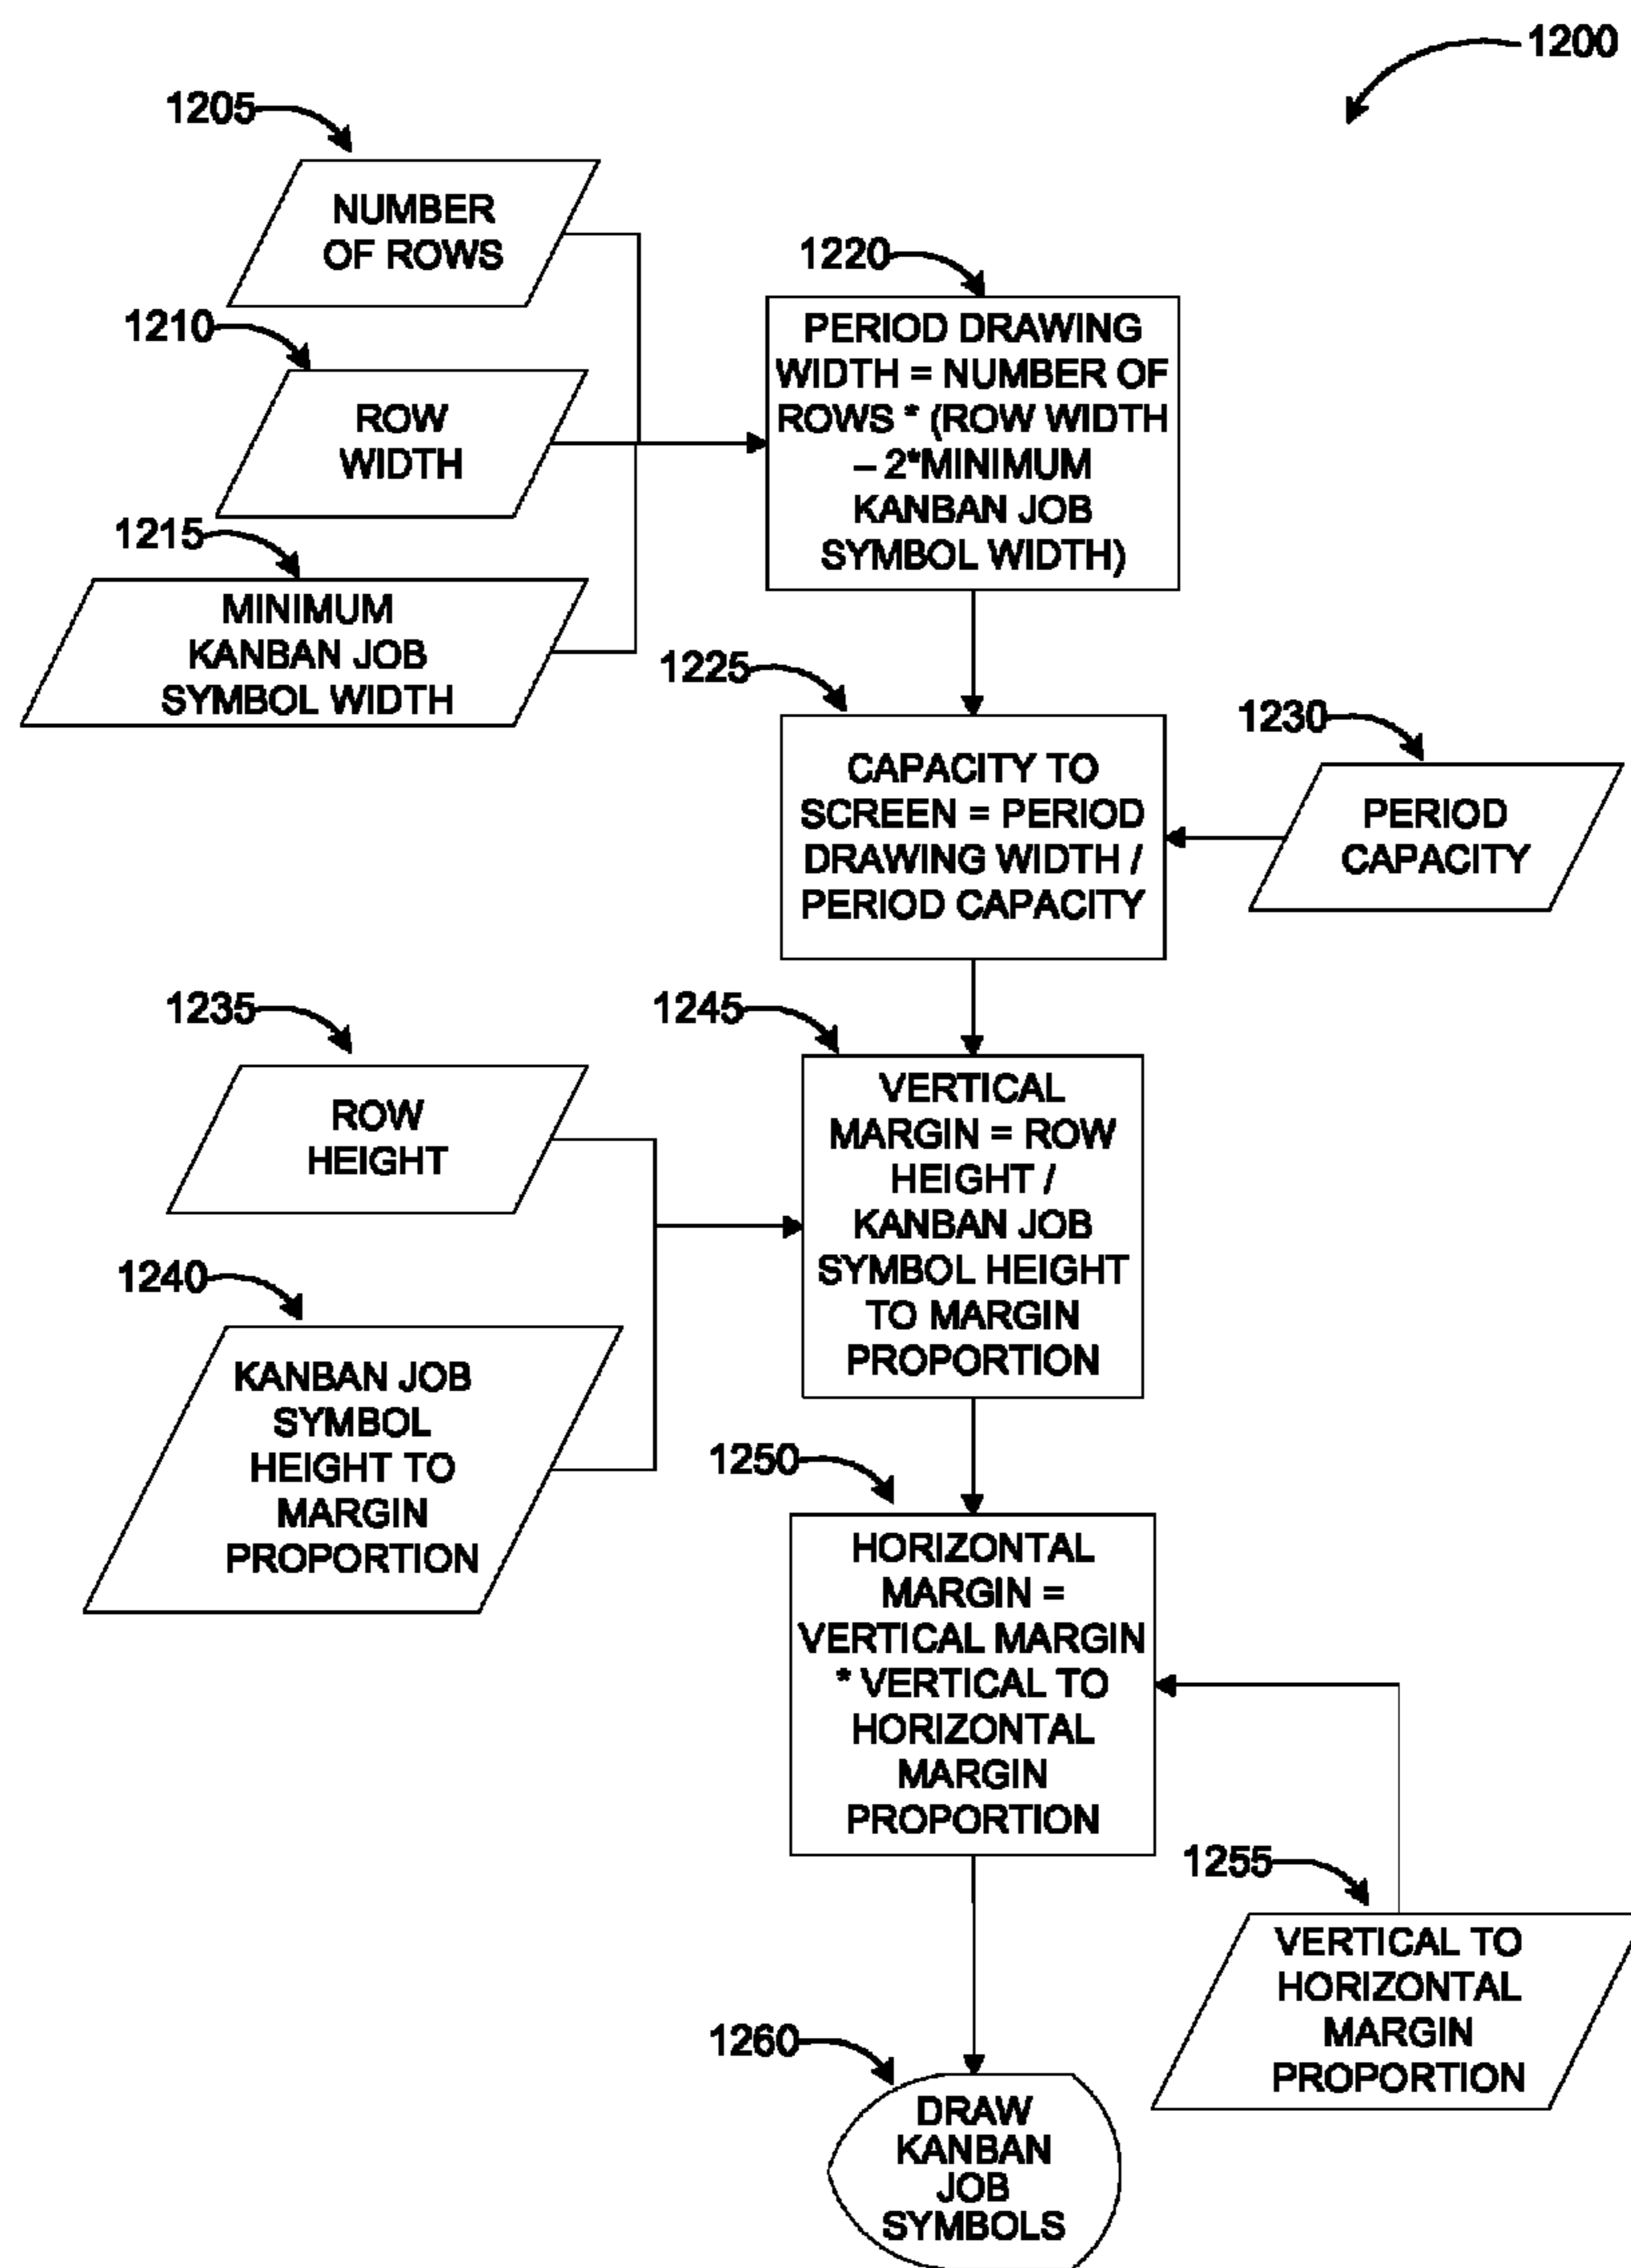 1200
1205
NUMBER
OF ROWS
1210
ROW
WIDTH
1215
MINIMUM
KANBAN JOB
SYMBOL WIDTH
1220
PERIOD DRAWING
WIDTH = NUMBER OF
ROWS * (ROW WIDTH
– 2*MINIMUM
KANBAN JOB
SYMBOL WIDTH)
1225
CAPACITY TO
SCREEN = PERIOD
DRAWING WIDTH /
PERIOD CAPACITY
1230
PERIOD
CAPACITY
1235
ROW
HEIGHT
1240
KANBAN JOB
SYMBOL
HEIGHT TO
MARGIN
PROPORTION
1245
VERTICAL
MARGIN = ROW
HEIGHT /
KANBAN JOB
SYMBOL HEIGHT
TO MARGIN
PROPORTION
1250
HORIZONTAL
MARGIN =
VERTICAL MARGIN
* VERTICAL TO
HORIZONTAL
MARGIN
PROPORTION
1255
VERTICAL TO
HORIZONTAL
MARGIN
PROPORTION
1260
DRAW
KANBAN
JOB
SYMBOLS